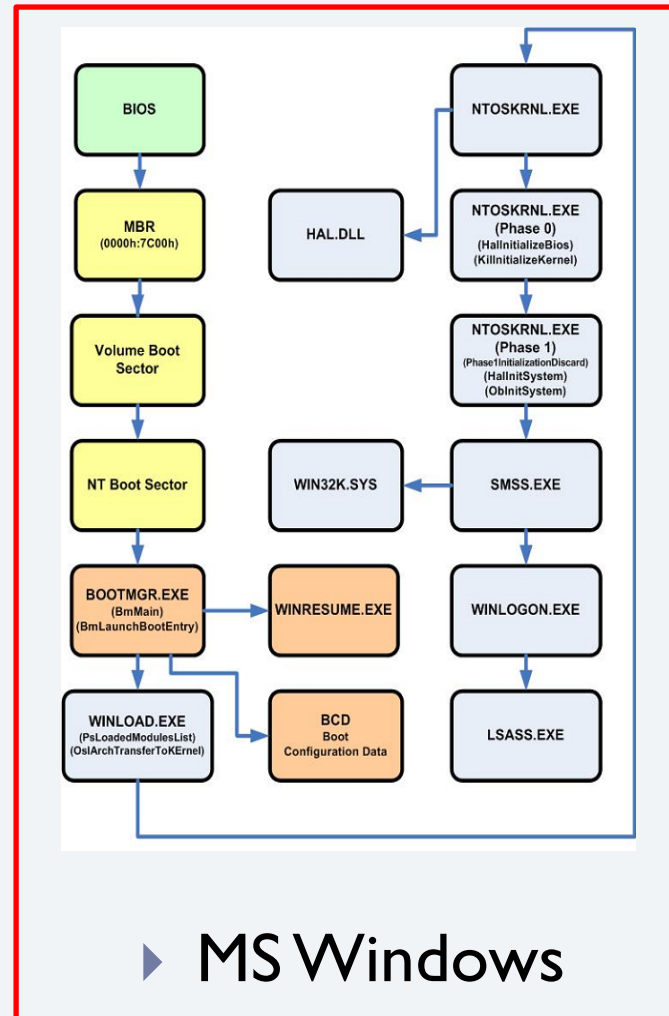 BIOS
MBR
(0000h:7C00h)
Volume Boot
Sector
NT Boot Sector
BOOTMGR.EXE
(BmMain)
(BmLaunchBootEntry)
WINLOAD.EXE
(PsLoadedModulesList)
(OslArchTransferToKErnel)
HAL.DLL
WIN32K.SYS
WINRESUME.EXE
BCD
Boot
Configuration Data
NTOSKRNL.EXE
NTOSKRNL.EXE
(Phase 0)
(HalInitializeBios)
(KiIInitializeKernel)
NTOSKRNL.EXE
(Phase 1)
(Phase1InitializationDiscard)
(HalInitSystem)
(ObInitSystem)
SMSS.EXE
WINLOGON.EXE
LSASS.EXE
MS Windows